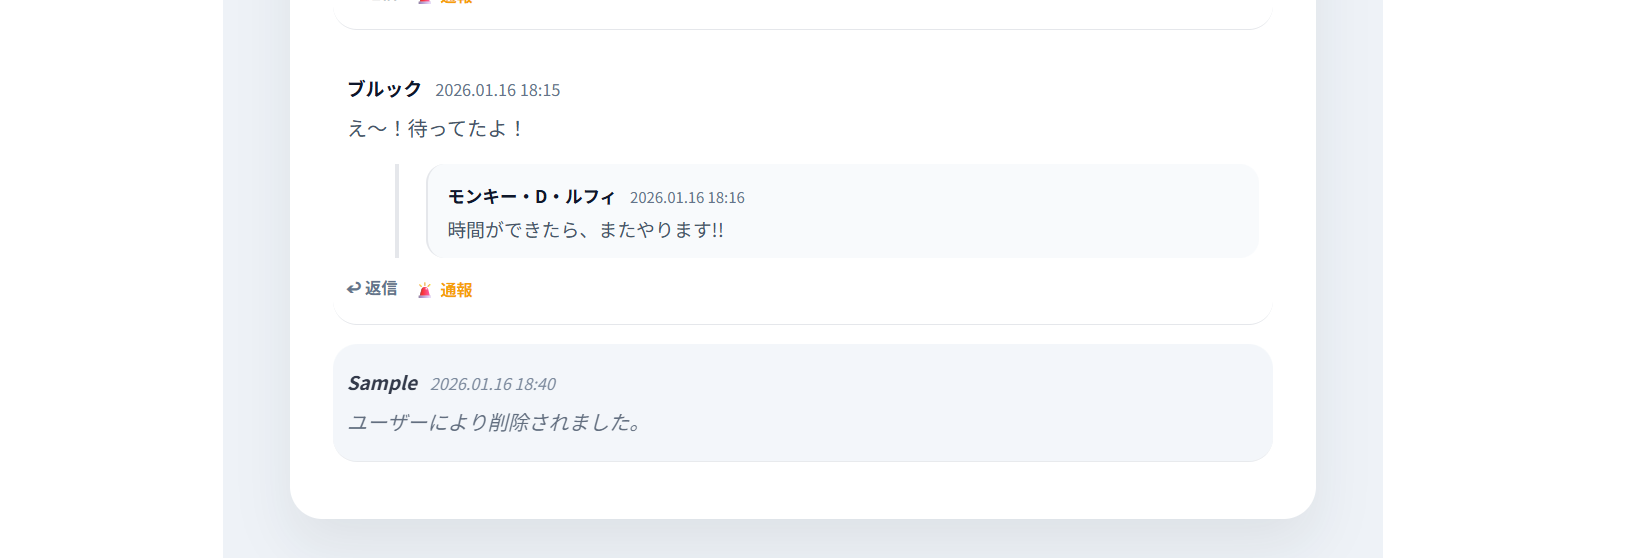 通報
ブルック 2026.01.16 18:15
え～！待ってたよ！
モンキー・D・ルフィ 2026.01.16 18:16
時間ができたら、またやります!!
返信 通報
Sample 2026.01.16 18:40
ユーザーにより削除されました。